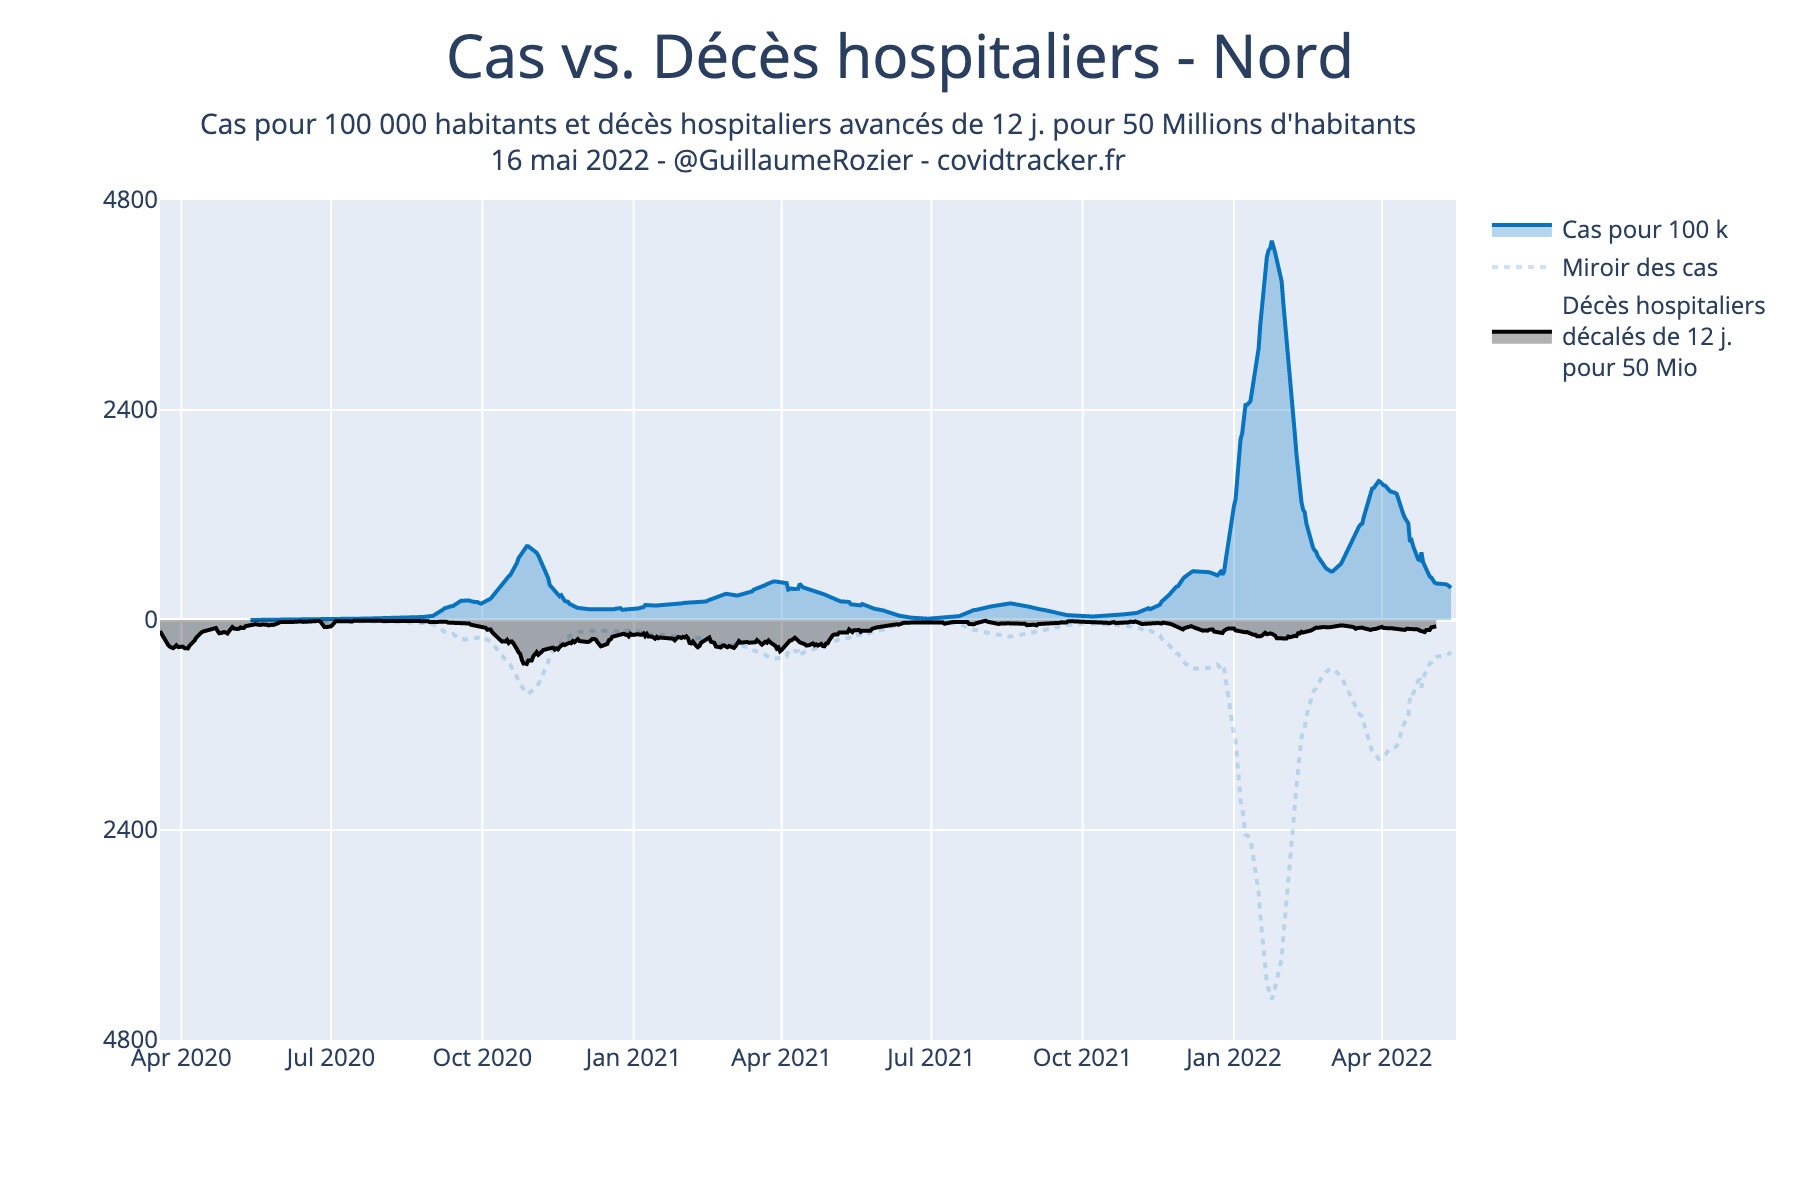 Cas vs. Décès hospitaliers - Nord
Cas pour 100 000 habitants et décès hospitaliers avancés de 12 j. pour 50 Millions d'habitants
16 mai 2022 - @GuillaumeRozier - covidtracker.fr
4800
2400
0
2400
4800
Apr 2020
Jul 2020
Oct 2020
Jan 2021
Apr 2021
Jul 2021
Oct 2021
Jan 2022
Apr 2022
Cas pour 100 k
Miroir des cas
Décès hospitaliers
décalés de 12 j.
pour 50 Mio